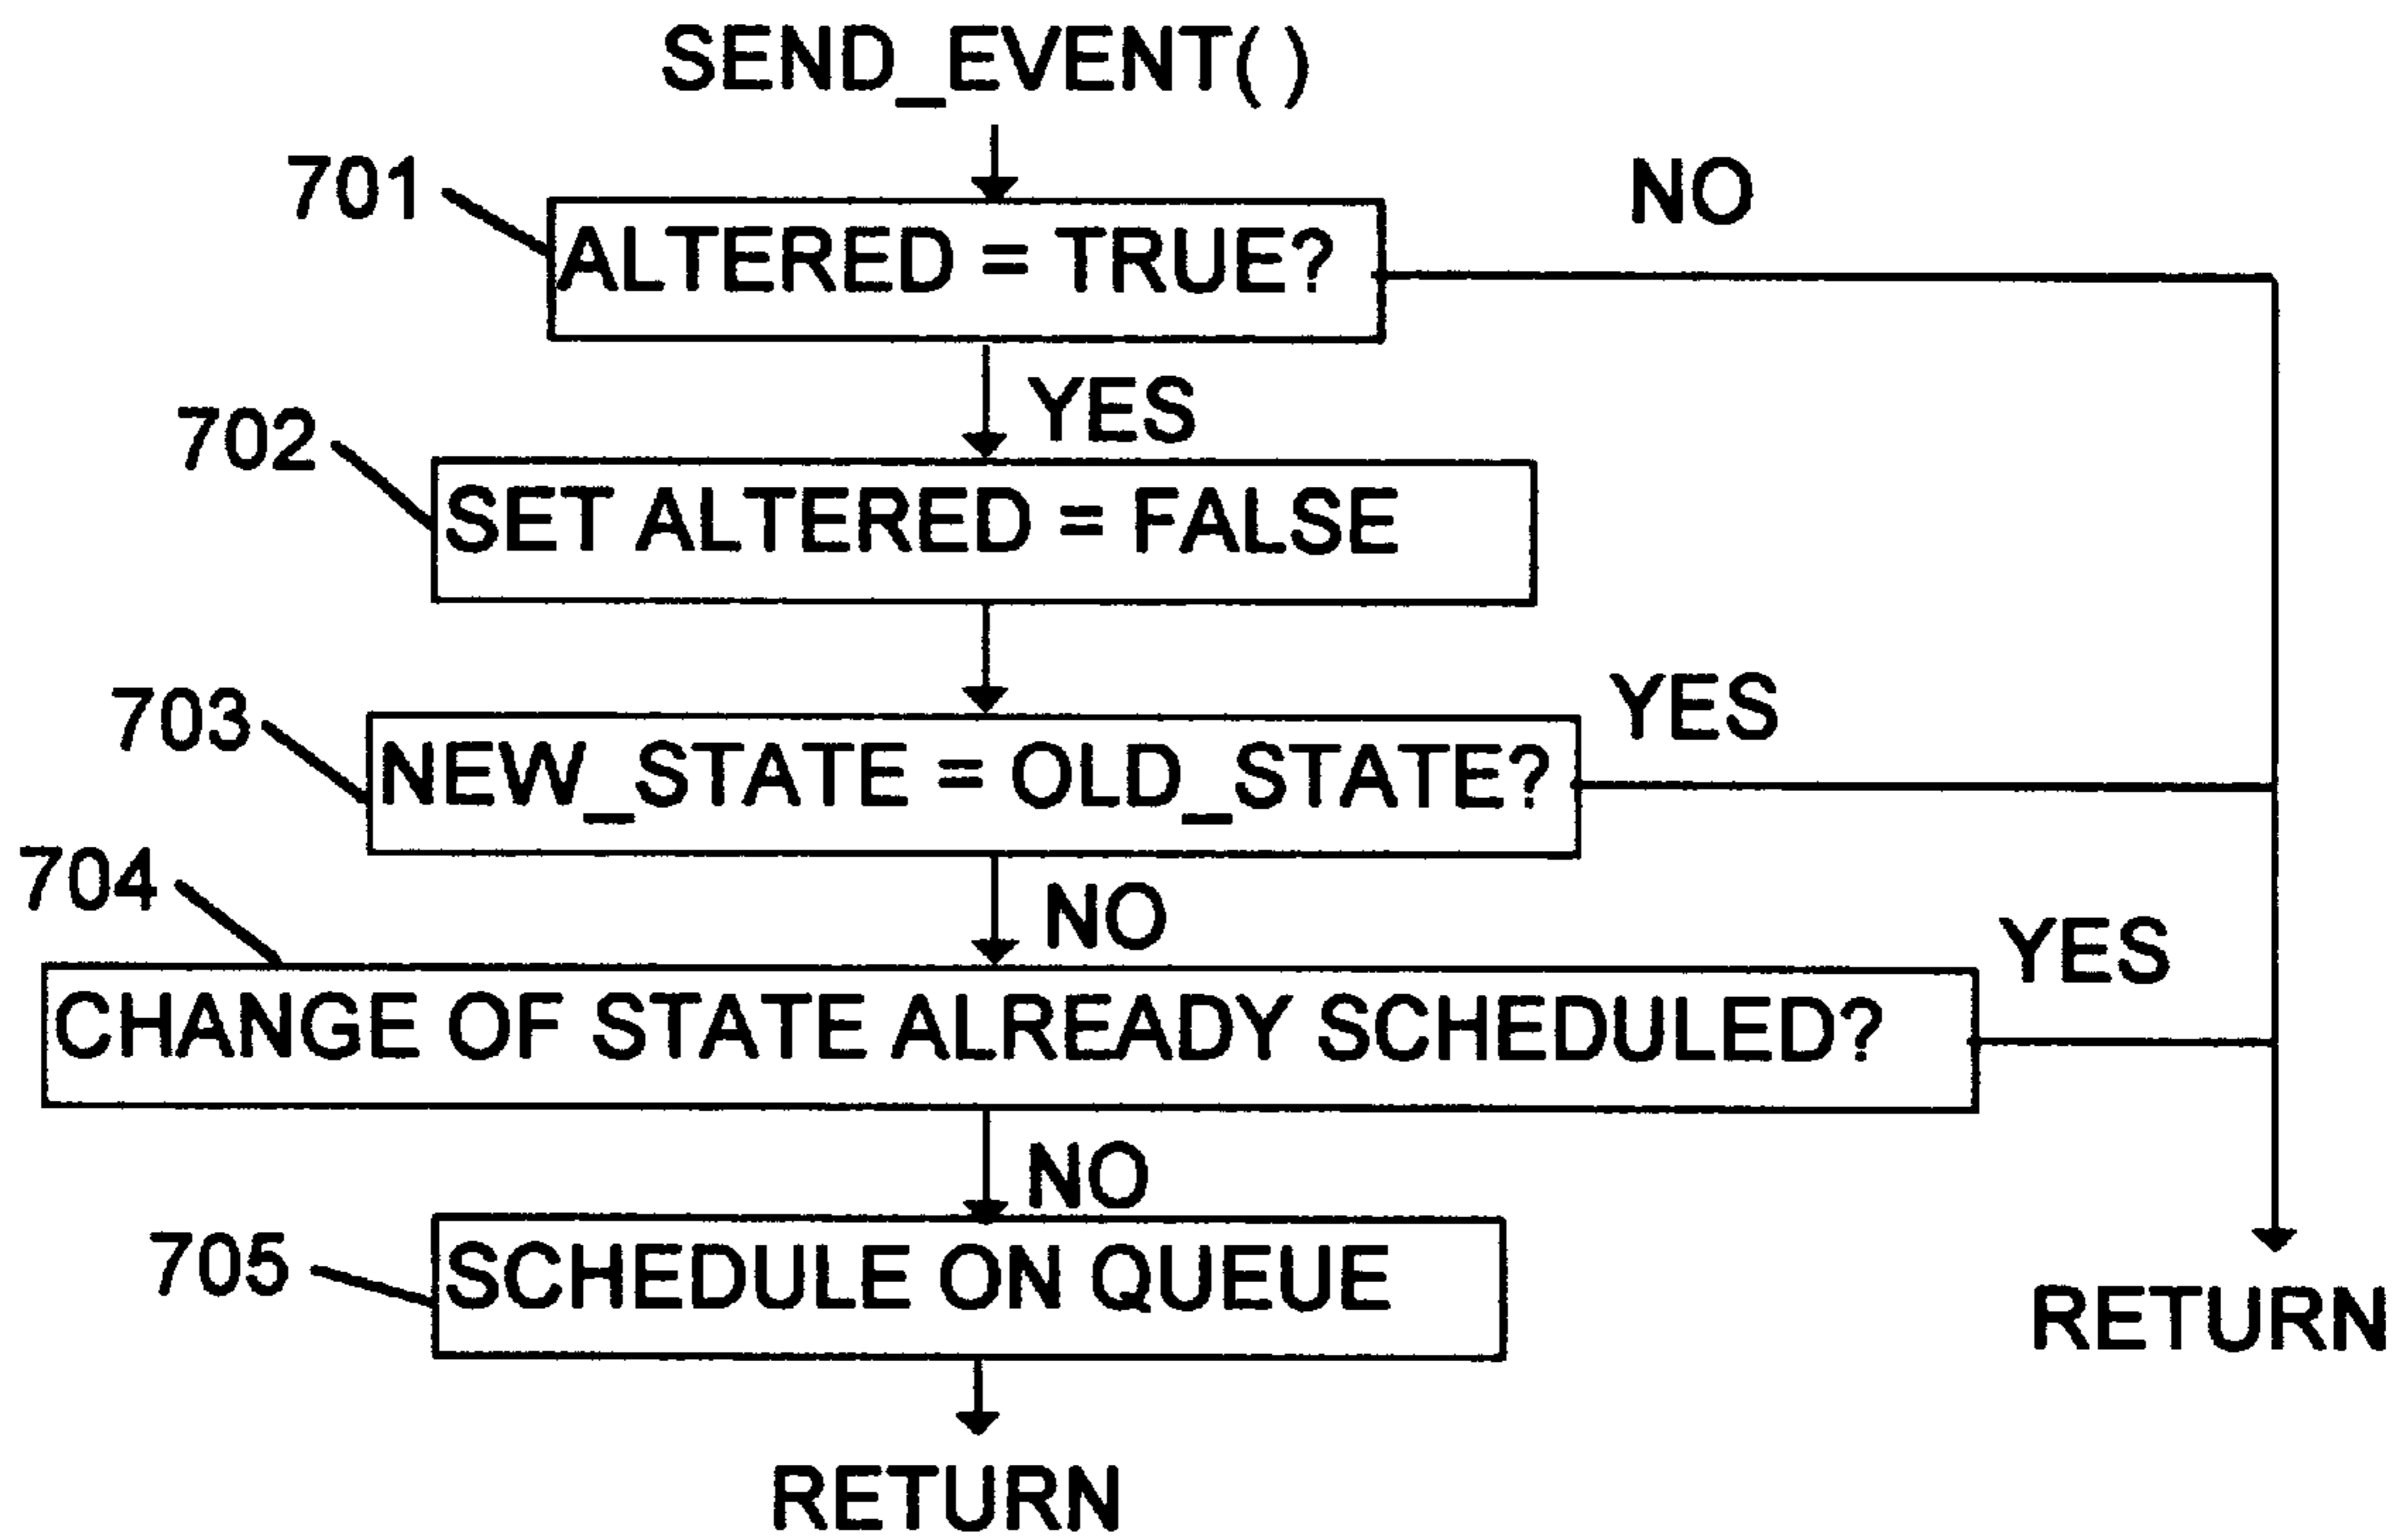 SEND_EVENT( )
701
NO
ALTERED = TRUE?
YES
702
SET ALTERED = FALSE
703
YES
NEW_STATE = OLD_STATE?
704
NO
YES
CHANGE OF STATE ALREADY SCHEDULED?
NO
705
SCHEDULE ON QUEUE
RETURN
RETURN